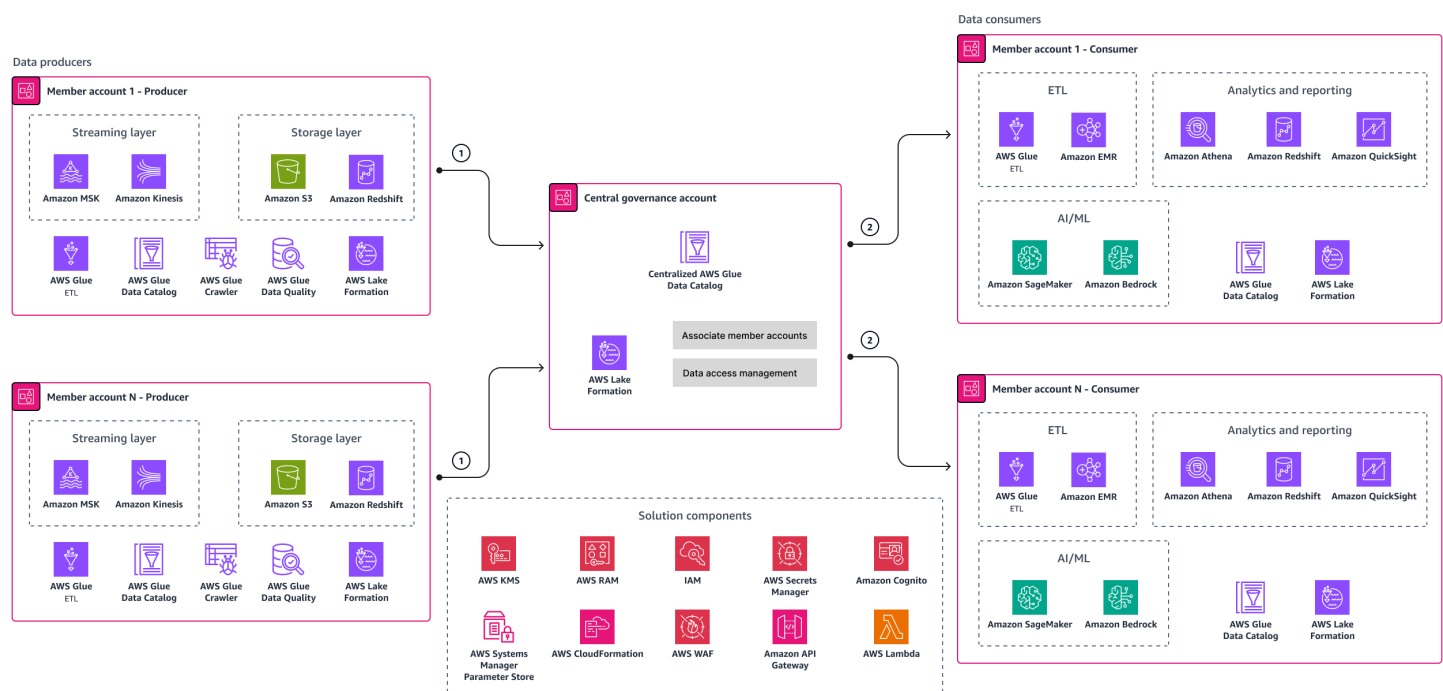 Data producers
Member account 1 - Producer
Streaming layer
Amazon MSK
Amazon Kinesis
Storage layer
Amazon S3
Amazon Redshift
AWS Glue
ETL
AWS Glue
Data Catalog
AWS Glue
Crawler
AWS Glue
Data Quality
AWS Lake
Formation
Member account N - Producer
Streaming layer
Amazon MSK
Amazon Kinesis
Storage layer
Amazon S3
Amazon Redshift
AWS Glue
ETL
AWS Glue
Data Catalog
AWS Glue
Crawler
AWS Glue
Data Quality
AWS Lake
Formation
1
1
Central governance account
Centralized AWS Glue
Data Catalog
AWS Lake
Formation
Associate member accounts
Data access management
2
2
Solution components
AWS KMS
AWS RAM
IAM
AWS Secrets
Manager
Amazon Cognito
AWS Systems
Manager
Parameter Store
AWS CloudFormation
AWS WAF
Amazon API
Gateway
AWS Lambda
Data consumers
Member account 1 - Consumer
ETL
AWS Glue
ETL
Amazon EMR
Analytics and reporting
Amazon Athena
Amazon Redshift
Amazon QuickSight
AI/ML
Amazon SageMaker
Amazon Bedrock
AWS Glue
Data Catalog
AWS Lake
Formation
Member account N - Consumer
ETL
AWS Glue
ETL
Amazon EMR
Analytics and reporting
Amazon Athena
Amazon Redshift
Amazon QuickSight
AI/ML
Amazon SageMaker
Amazon Bedrock
AWS Glue
Data Catalog
AWS Lake
Formation